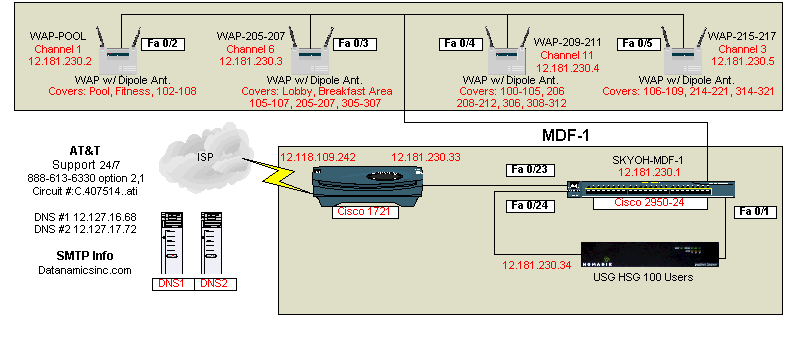 WAP-POOL
Channel 1
12.181.230.2
Fa 0/2
WAP w/ Dipole Ant.
Covers: Pool, Fitness, 102-108
WAP-205-207
Channel 6
12.181.230.3
Fa 0/3
WAP w/ Dipole Ant.
Covers: Lobby, Breakfast Area
105-107, 205-207, 305-307
Fa 0/4
WAP-209-211
Channel 11
12.181.230.4
WAP w/ Dipole Ant.
Covers: 100-105, 206
208-212, 306, 308-312
Fa 0/5
WAP-215-217
Channel 3
12.181.230.5
WAP w/ Dipole Ant.
Covers: 106-109, 214-221, 314-321
AT&T
Support 24/7
888-613-6330 option 2,1
Circuit #:C.407514..ati
DNS #1 12.127.16.68
DNS #2 12.127.17.72
SMTP Info
Datanamicsinc.com
ISP
DNS1
DNS2
MDF-1
12.118.109.242
12.181.230.33
Cisco 1721
Fa 0/23
Fa 0/24
SKYOH-MDF-1
12.181.230.1
Cisco 2950-24
Fa 0/1
12.181.230.34
NOMADIX
USG HSG 100 Users